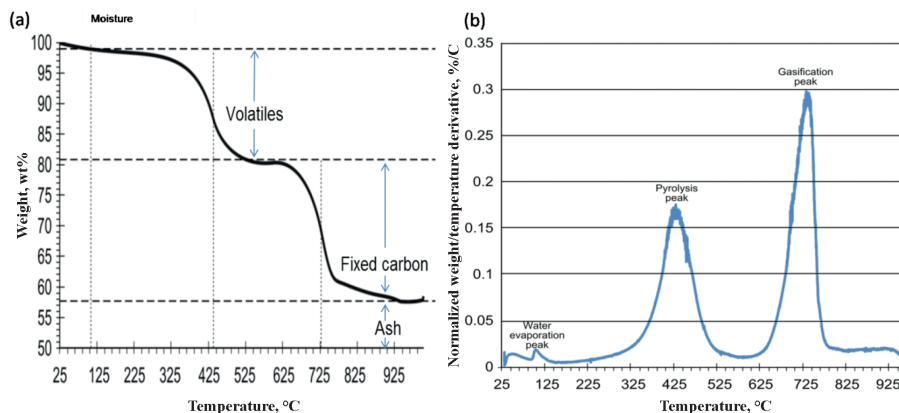 (a)
Moisture
100
95
90
85
80
75
70
65
60
55
50
Weight, wt%
Volatiles
Fixed carbon
Ash
25 125 225 325 425 525 625 725 825 925
Temperature, °C
(b)
0.35
0.3
0.25
0.2
0.15
0.1
0.05
0
Normalized weight/temperature derivative, %/C
Gasification
peak
Pyrolysis
peak
Water
evaporation
peak
25 125 225 325 425 525 625 725 825 925
Temperature, °C